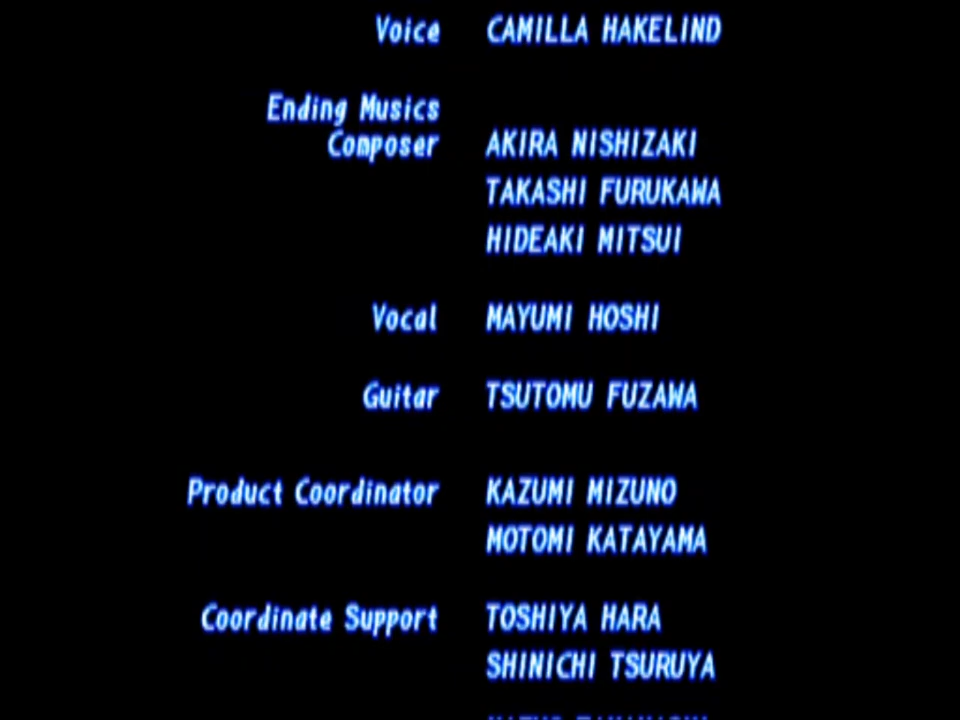 Voice CAMILLA HAKELIND
Ending Musics
Composer AKIRA NISHIZAKI
TAKASHI FURUKAWA
HIDEAKI MITSUI
Vocal MAYUMI HOSHI
Guitar TSUTOMU FUZAWA
Product Coordinator KAZUMI MIZUNO
MOTOMI KATAYAMA
Coordinate Support TOSHIYA HARA
SHINICHI TSURUYA